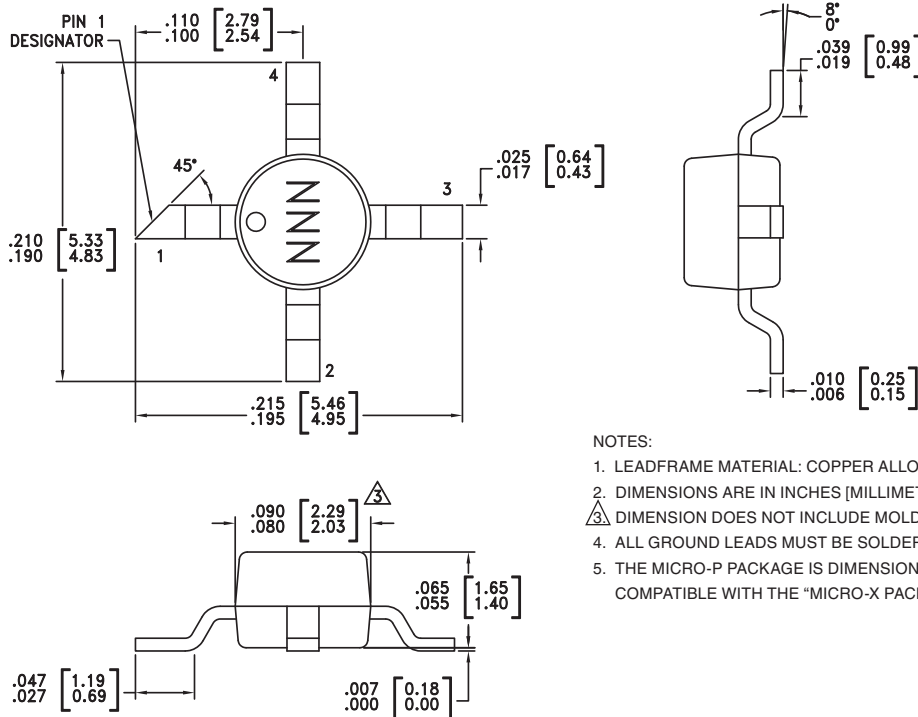 PIN 1
DESIGNATOR
.110 [2.79]
.100 [2.54]
4
45°
1
3
2
NNN
.025 [0.64]
.017 [0.43]
.210 [5.33]
.190 [4.83]
.215 [5.46]
.195 [4.95]
8°
0°
.039 [0.99]
.019 [0.48]
.010 [0.25]
.006 [0.15]
.090 [2.29]
.080 [2.03]
3
.065 [1.65]
.055 [1.40]
.047 [1.19]
.027 [0.69]
.007 [0.18]
.000 [0.00]
NOTES:
1. LEADFRAME MATERIAL: COPPER
2. DIMENSIONS ARE IN INCHES
3. DIMENSION DOES NOT INCLUDE MOLD
4. ALL GROUND LEADS MUST BE
5. THE MICRO-P PACKAGE IS
COMPATIBLE WITH THE “MICRO-X